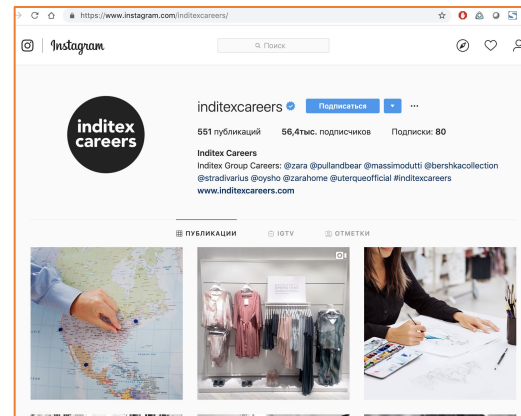 https://www.instagram.com/inditexcareers/
Instagram
Поиск
inditex
careers
inditexcareers Подписаться ...
551 публикаций 56,4тыс. подписчиков Подписки: 80
Inditex Careers
Inditex Group Careers: @zara @pullandbear @massimodutti @bershkacollection
@stradivarius @oysho @zarahome @uterqueofficial #inditexcareers
www.inditexcareers.com
ПУБЛИКАЦИИ IGTV ОТМЕТКИ